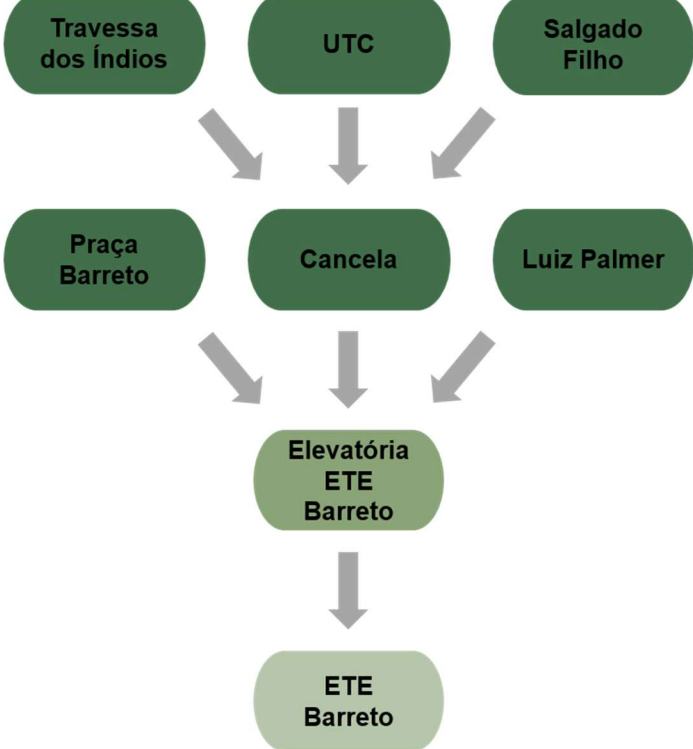 Travessa
dos Índios
UTC
Salgado
Filho
Praça
Barreto
Cancela
Luiz Palmer
Elevatória
ETE
Barreto
ETE
Barreto